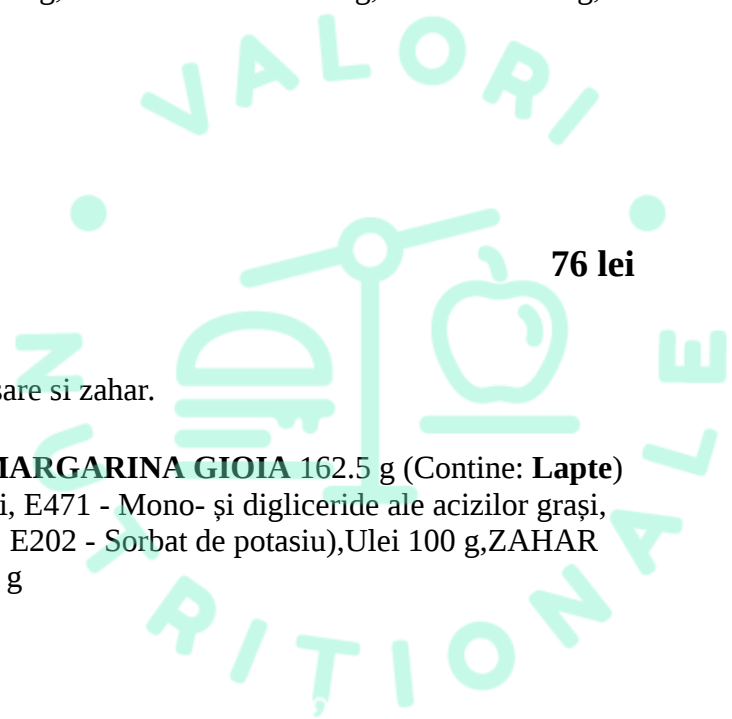 VALORI
76 lei
sare si zahar.
MARGARINA GIOIA 162.5 g (Contine: Lapte)
i, E471 - Mono- și digliceride ale acizilor grași,
E202 - Sorbat de potasiu),Ulei 100 g,ZAHAR
g
NUTRIȚIONALE